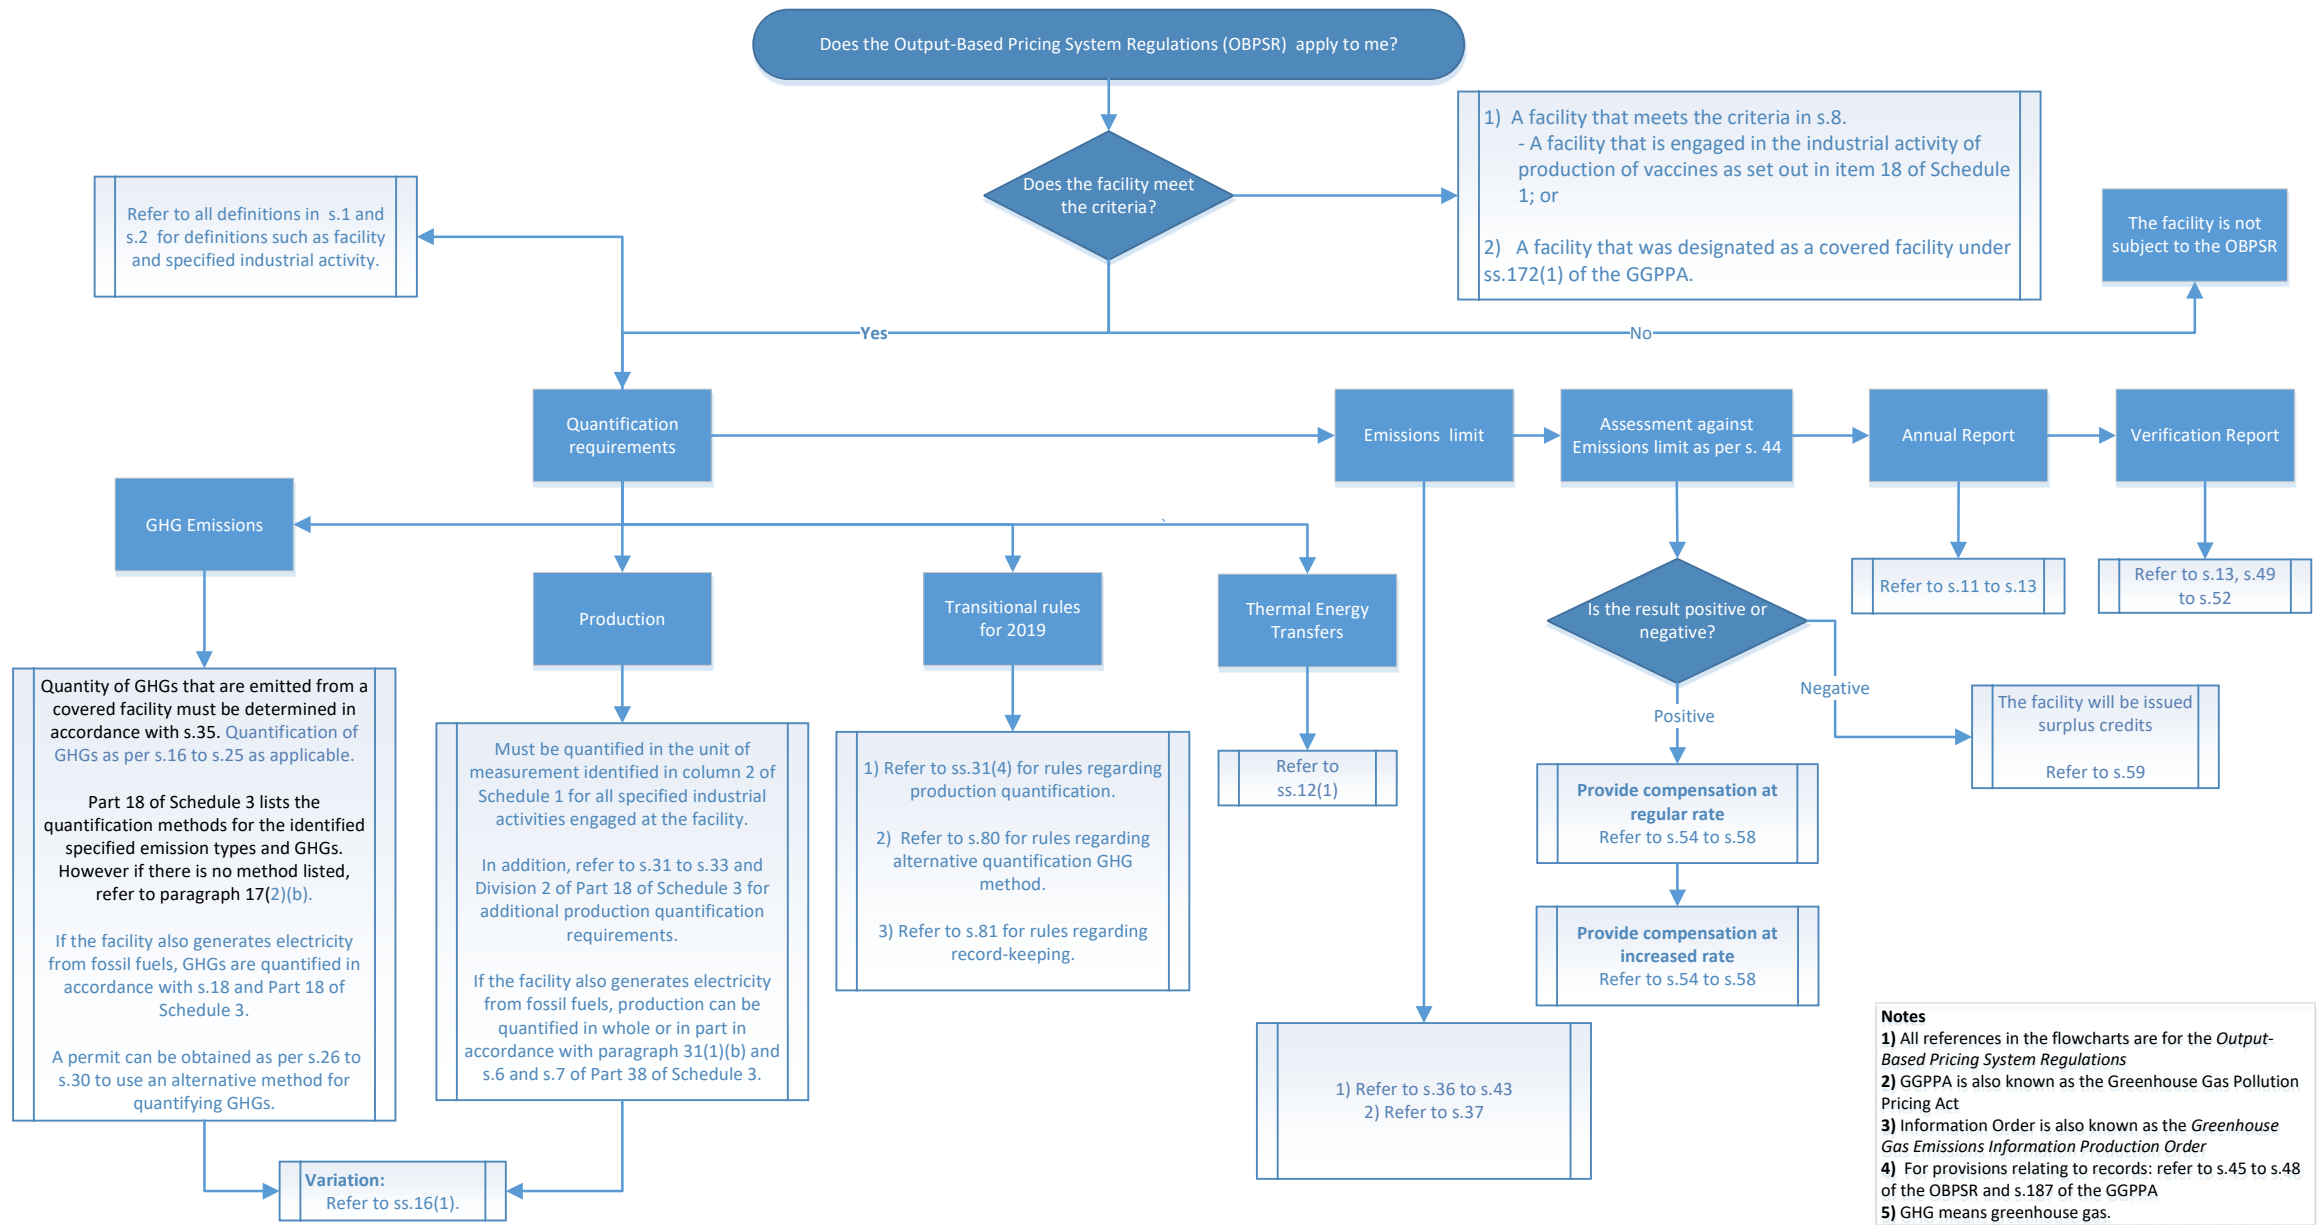 Does the Output-Based Pricing System Regulations (OBPSR)  apply to me?
Does the facility meet
the criteria?
1)  A facility that meets the criteria in s.8.
- A facility that is engaged in the industrial activity of
production of vaccines as set out in item 18 of Schedule
1; or
2)   A facility that was designated as a covered facility under
ss.172(1) of the GGPPA.
Refer to all definitions in  s.1 and
s.2  for definitions such as facility
and specified industrial activity.
The facility is not
subject to the OBPSR
Yes
No
Quantification
requirements
Emissions  limit
Assessment against
Emissions limit as per s. 44
Annual Report
Verification Report
GHG Emissions
Production
Transitional rules
for 2019
Thermal Energy
Transfers
`
Is the result positive or
negative?
Refer to s.11 to s.13
Refer to s.13, s.49
to s.52
Quantity of GHGs that are emitted from a
covered facility must be determined in
accordance with s.35. Quantification of
GHGs as per s.16 to s.25 as applicable.
Part 18 of Schedule 3 lists the
quantification methods for the identified
specified emission types and GHGs.
However if there is no method listed,
refer to paragraph 17(2)(b).
If the facility also generates electricity
from fossil fuels, GHGs are quantified in
accordance with s.18 and Part 18 of
Schedule 3.
A permit can be obtained as per s.26 to
s.30 to use an alternative method for
quantifying GHGs.
Must be quantified in the unit of
measurement identified in column 2 of
Schedule 1 for all specified industrial
activities engaged at the facility.
In addition, refer to s.31 to s.33 and
Division 2 of Part 18 of Schedule 3 for
additional production quantification
requirements.
If the facility also generates electricity
from fossil fuels, production can be
quantified in whole or in part in
accordance with paragraph 31(1)(b) and
s.6 and s.7 of Part 38 of Schedule 3.
1) Refer to ss.31(4) for rules regarding
production quantification.
2)  Refer to s.80 for rules regarding
alternative quantification GHG
method.
3) Refer to s.81 for rules regarding
record-keeping.
Refer to
ss.12(1)
Positive
Negative
The facility will be issued
surplus credits
Refer to s.59
Provide compensation at
regular rate
Refer to s.54 to s.58
Provide compensation at
increased rate
Refer to s.54 to s.58
1) Refer to s.36 to s.43
2) Refer to s.37
Variation:
Refer to ss.16(1).
Notes
1) All references in the flowcharts are for the Output-
Based Pricing System Regulations
2) GGPPA is also known as the Greenhouse Gas Pollution
Pricing Act
3) Information Order is also known as the Greenhouse
Gas Emissions Information Production Order
4)  For provisions relating to records: refer to s.45 to s.48
of the OBPSR and s.187 of the GGPPA
5) GHG means greenhouse gas.